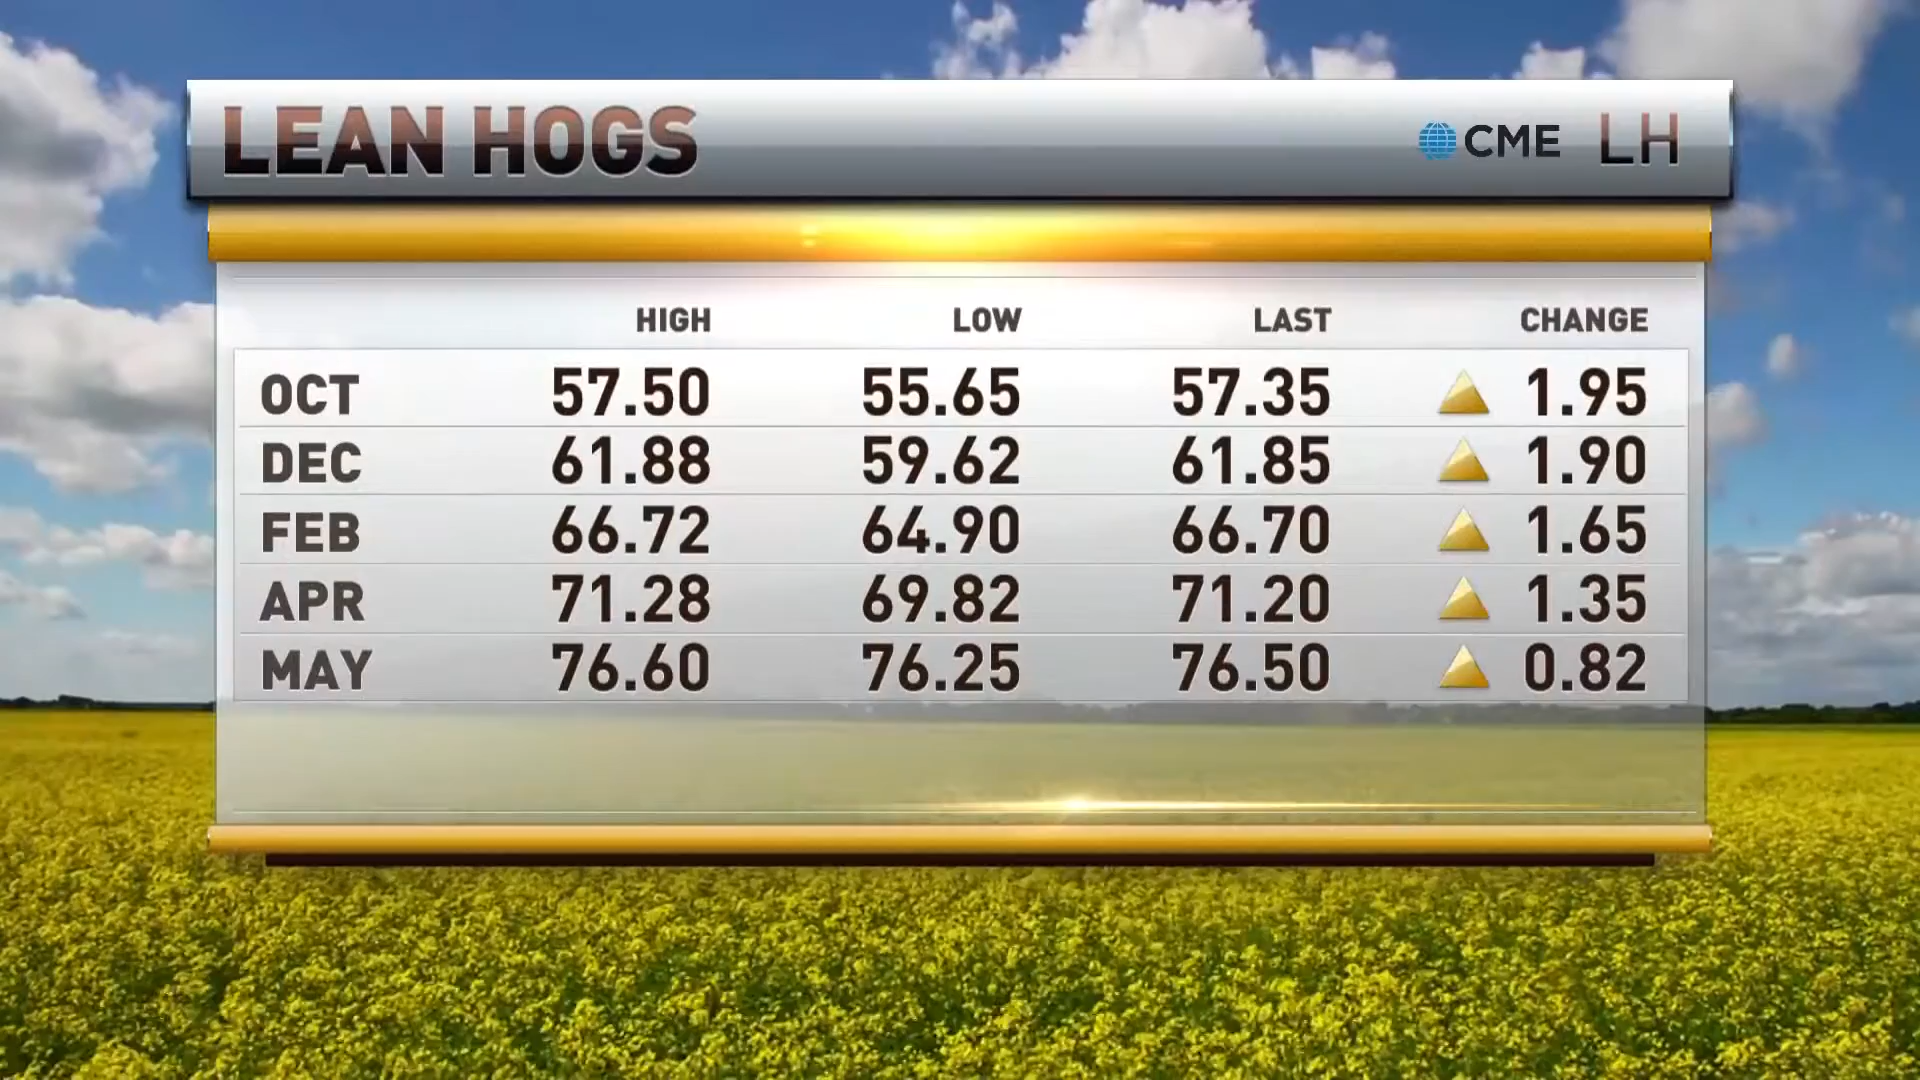 LEAN HOGS CME LH
HIGH LOW LAST CHANGE
OCT 57.50 55.65 57.35 1.95
DEC 61.88 59.62 61.85 1.90
FEB 66.72 64.90 66.70 1.65
APR 71.28 69.82 71.20 1.35
MAY 76.60 76.25 76.50 0.82